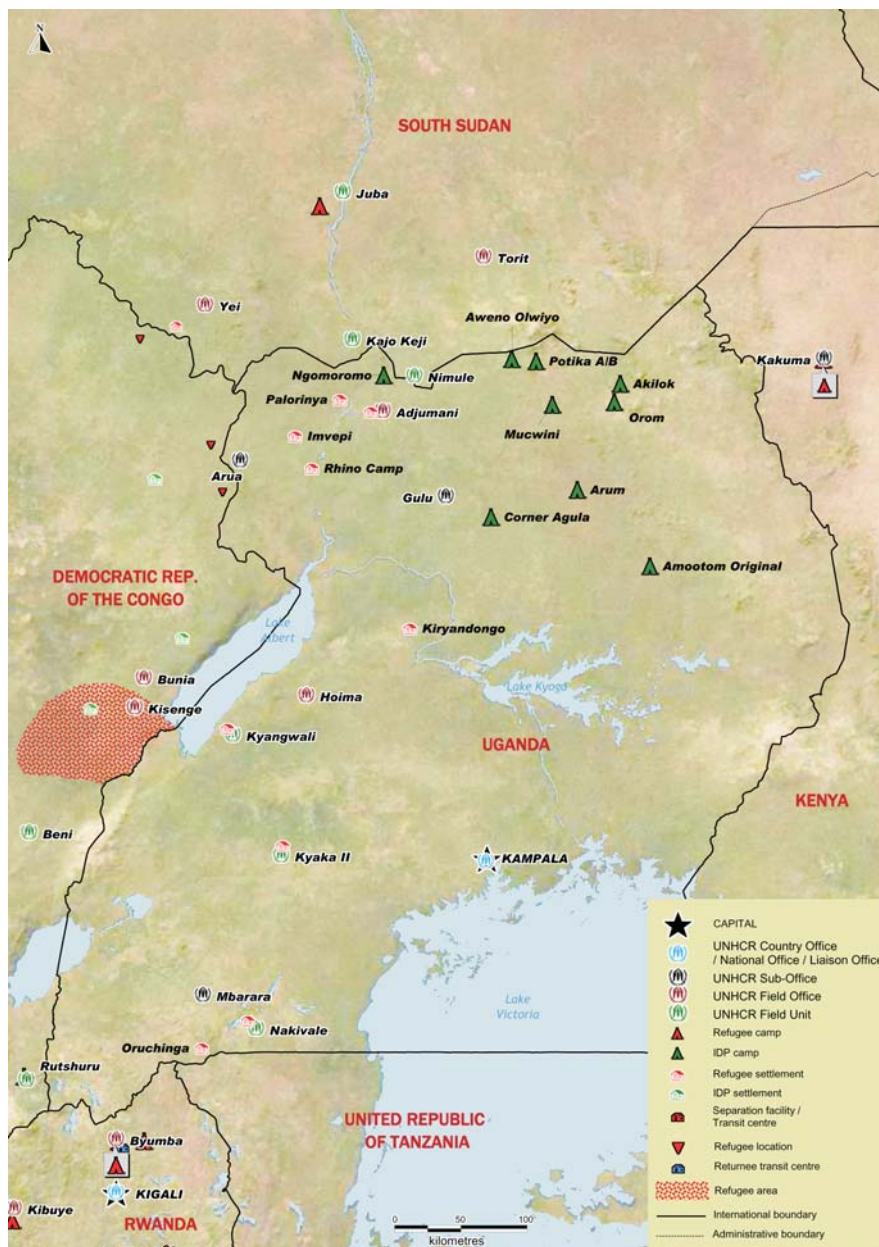 N
SOUTH SUDAN
Juba
Torit
Yei
Aweno Olwiyo
Kajo Keji
Potika A/B
Kakuma
Ngomoromo
Nimule
Akilok
Palorinya
Adjumani
Orom
Mucwini
Imvepi
Arua
Rhino Camp
Gulu
Arum
Corner Agula
DEMOCRATIC REP.
OF THE CONGO
Amootom Original
Lake
Albert
Kiryandongo
Bunia
Lake Kyoga
Hoima
Kisenge
Kyangwali
UGANDA
KENYA
Beni
Kyaka II
KAMPALA
Mbarara
Lake
Victoria
Nakivale
Oruchinga
Rutshuru
UNITED REPUBLIC
OF TANZANIA
Byumba
KIGALI
Kibuye
RWANDA
0 50 100
kilometres
CAPITAL
UNHCR Country Office
/ National Office / Liaison Office
UNHCR Sub-Office
UNHCR Field Office
UNHCR Field Unit
Refugee camp
IDP camp
Refugee settlement
IDP settlement
Separation facility /
Transit centre
Refugee location
Returnee transit centre
Refugee area
International boundary
Administrative boundary